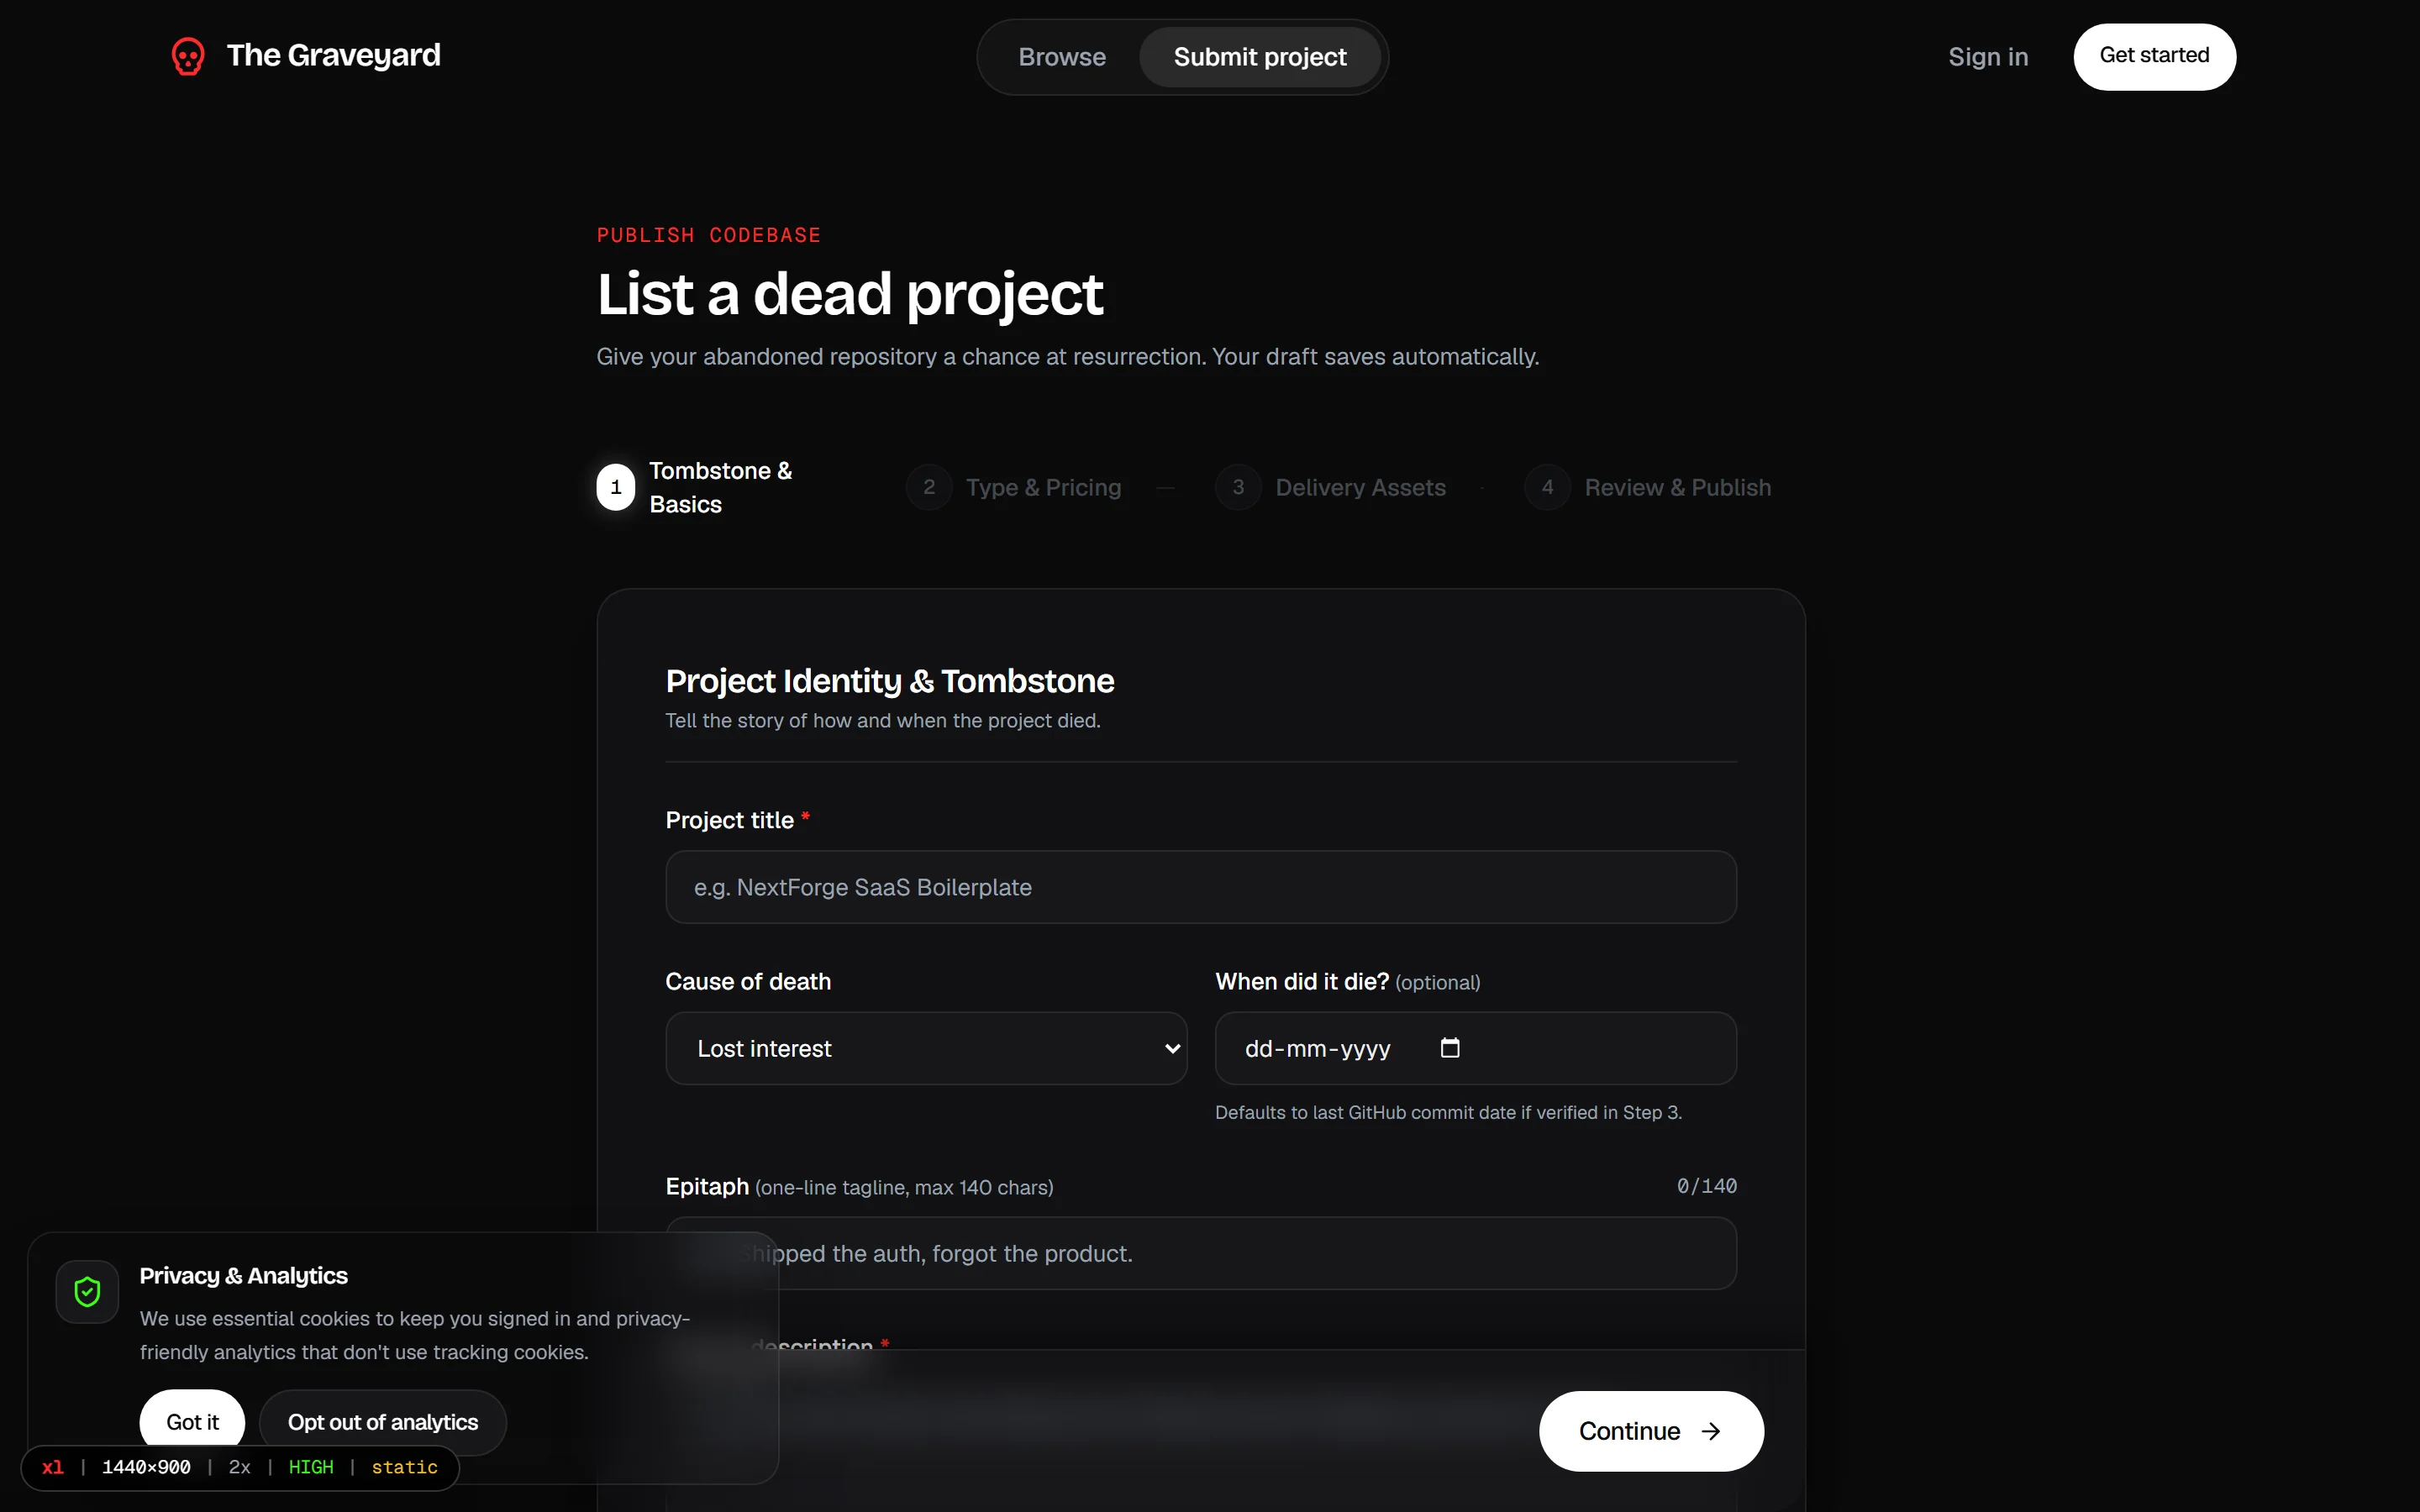 The Graveyard
Browse
Submit project
Sign in
Get started
PUBLISH CODEBASE
List a dead project
Give your abandoned repository a chance at resurrection. Your draft saves automatically.
1
Tombstone &
Basics
2
Type & Pricing
3
Delivery Assets
4
Review & Publish
Project Identity & Tombstone
Tell the story of how and when the project died.
Project title *
e.g. NextForge SaaS Boilerplate
Cause of death
When did it die? (optional)
Lost interest
dd-mm-yyyy
Defaults to last GitHub commit date if verified in Step 3.
Epitaph (one-line tagline, max 140 chars)
0/140
Shipped the auth, forgot the product.
description *
Privacy & Analytics
We use essential cookies to keep you signed in and privacy-
friendly analytics that don't use tracking cookies.
Got it
Opt out of analytics
Continue
xl | 1440×900 | 2x | HIGH | static